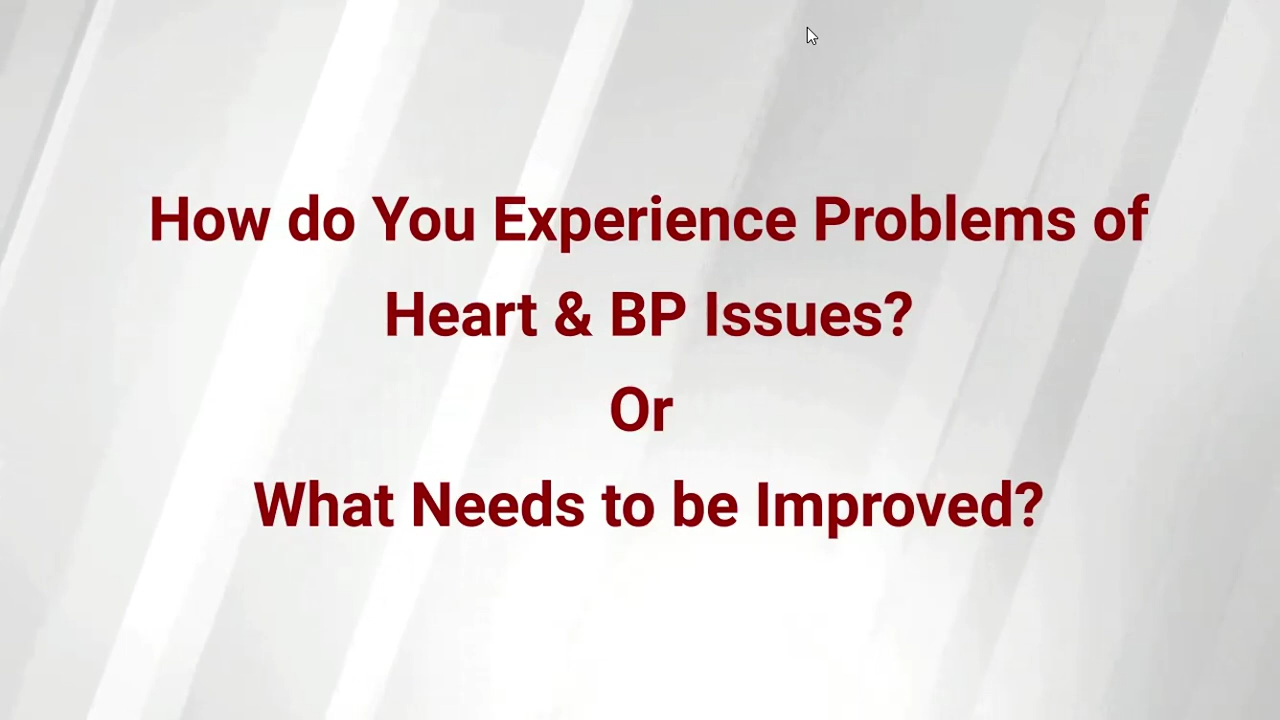 How do You Experience Problems of
Heart & BP Issues?
Or
What Needs to be Improved?